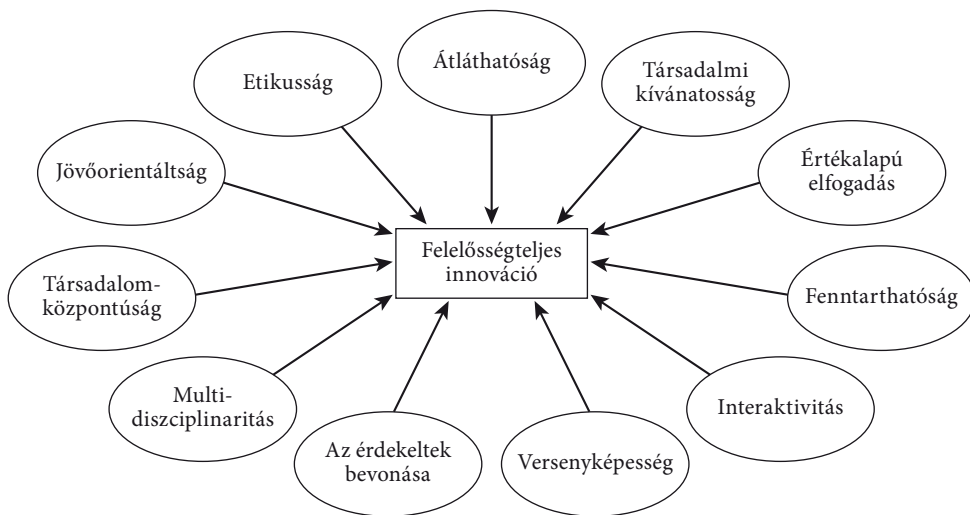 Átláthatóság
Etikusság
Társadalmi
kívánatosság
Jövőorientáltság
Értékalapú
elfogadás
Felelősségteljes
innováció
Társadalom-
központúság
Fenntarthatóság
Multi-
diszciplinaritás
Interaktivitás
Az érdekeltek
bevonása
Versenyképesség